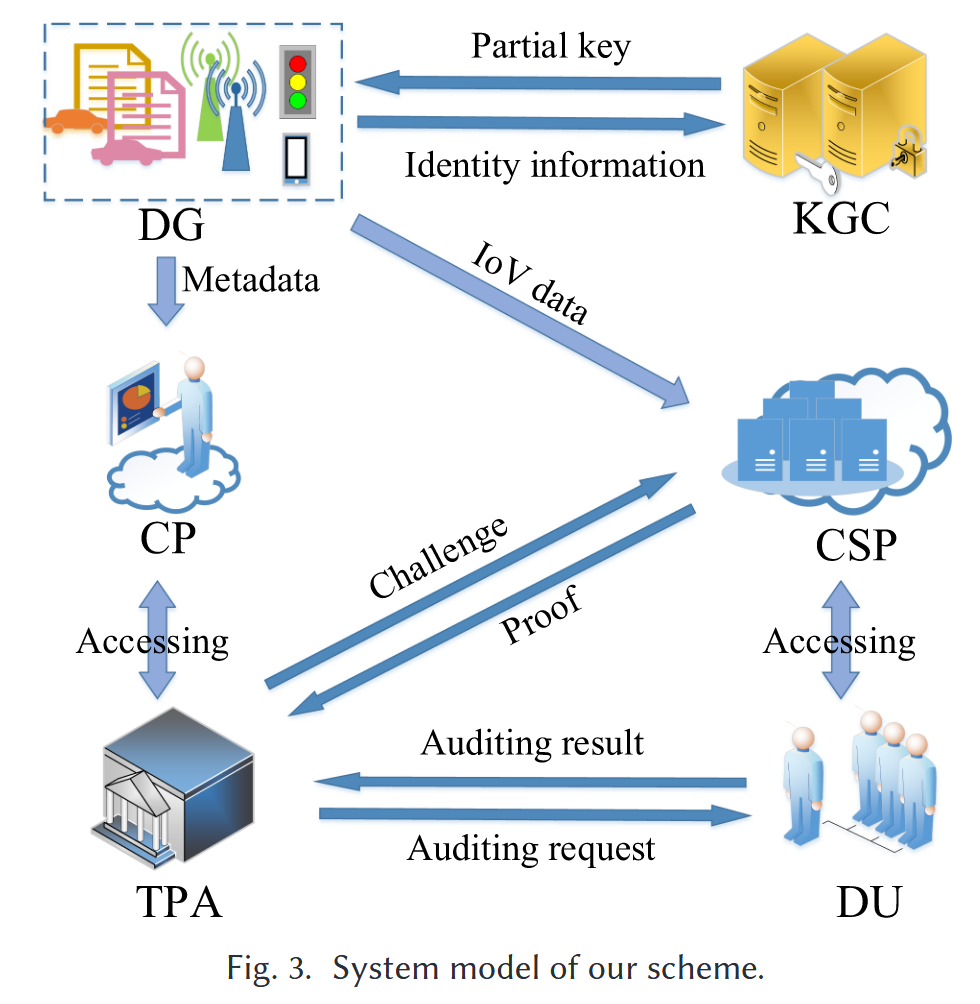 Partial key
Identity information
DG
KGC
Metadata
IoV data
CP
CSP
Challenge
Proof
Accessing
Accessing
Auditing result
Auditing request
TPA
DU
Fig. 3. System model of our scheme.